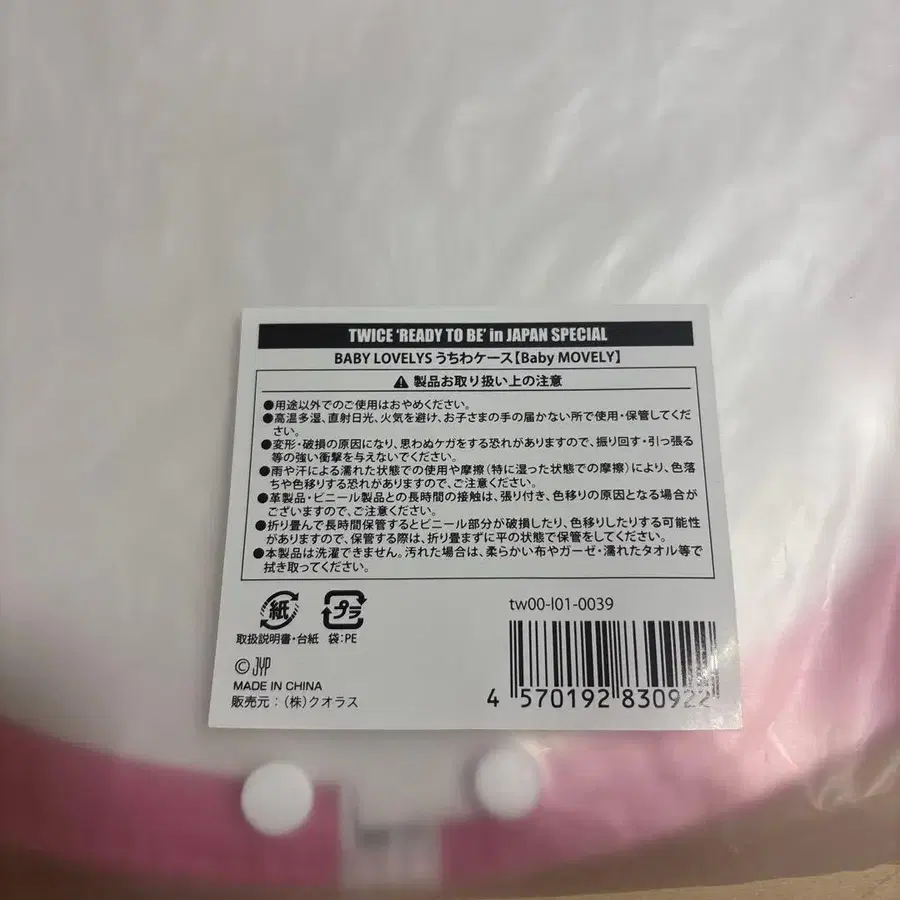 TWICE 'READY TO BE' in JAPAN SPECIAL
BABY LOVELYS うちわケース【Baby MOVELY】
⚠ 製品お取り扱い上の注意
●用途以外でのご使用はおやめください。
●高温多湿、直射日光、火気を避け、お子さまの手の届かない所で使用・保管してくだ
さい。
●変形・破損の原因になり、思わぬケガをする恐れがありますので、振り回す・引っ張る
等の強い衝撃を与えないでください。
●雨や汗による濡れた状態での使用や摩擦(特に湿った状態での摩擦)により、色落
ちや色移りする恐れがありますので、ご注意ください。
●革製品・ビニール製品との長時間の接触は、張り付き、色移りの原因となる場合が
ございますので、ご注意ください。
●折り畳んで長時間保管するとビニール部分が破損したり、色移りしたりする可能性
がありますので、保管する際は、折り畳まずに平の状態で保管をしてください。
●本製品は洗濯できません。汚れた場合は、柔らかい布やガーゼ・濡れたタオル等で
拭き取ってください。
紙 プラ
取扱説明書・台紙 袋:PE
tw00-l01-0039
© JYP
MADE IN CHINA
販売元:(株)クオラス
4 570192 830922